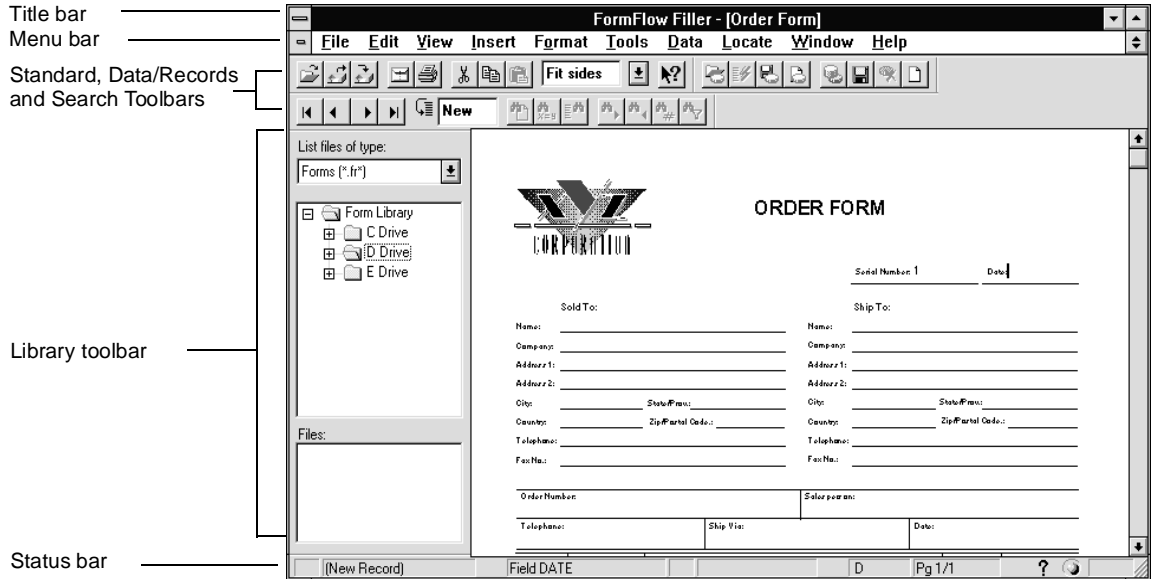 Title bar
FormFlow Filler - [Order Form]
Menu bar
File Edit View Insert Format Tools Data Locate Window Help
Standard, Data/Records
and Search Toolbars
Fit sides
New
x=y
#
List files of type:
Forms (*.fr*)
Form Library
C Drive
D Drive
E Drive
Library toolbar
Files:
CORPORATION
ORDER FORM
Serial Number: 1 Date:
Sold To: Ship To:
Name: Name:
Company: Company:
Address 1: Address 1:
Address 2: Address 2:
City: State/Prov.: City: State/Prov.:
Country: Zip/Postal Code.: Country: Zip/Postal Code.:
Telephone: Telephone:
Fax No.: Fax No.:
Order Number: Salesperson:
Telephone: Ship Via: Date:
Status bar
(New Record) Field DATE D Pg 1/1 ?